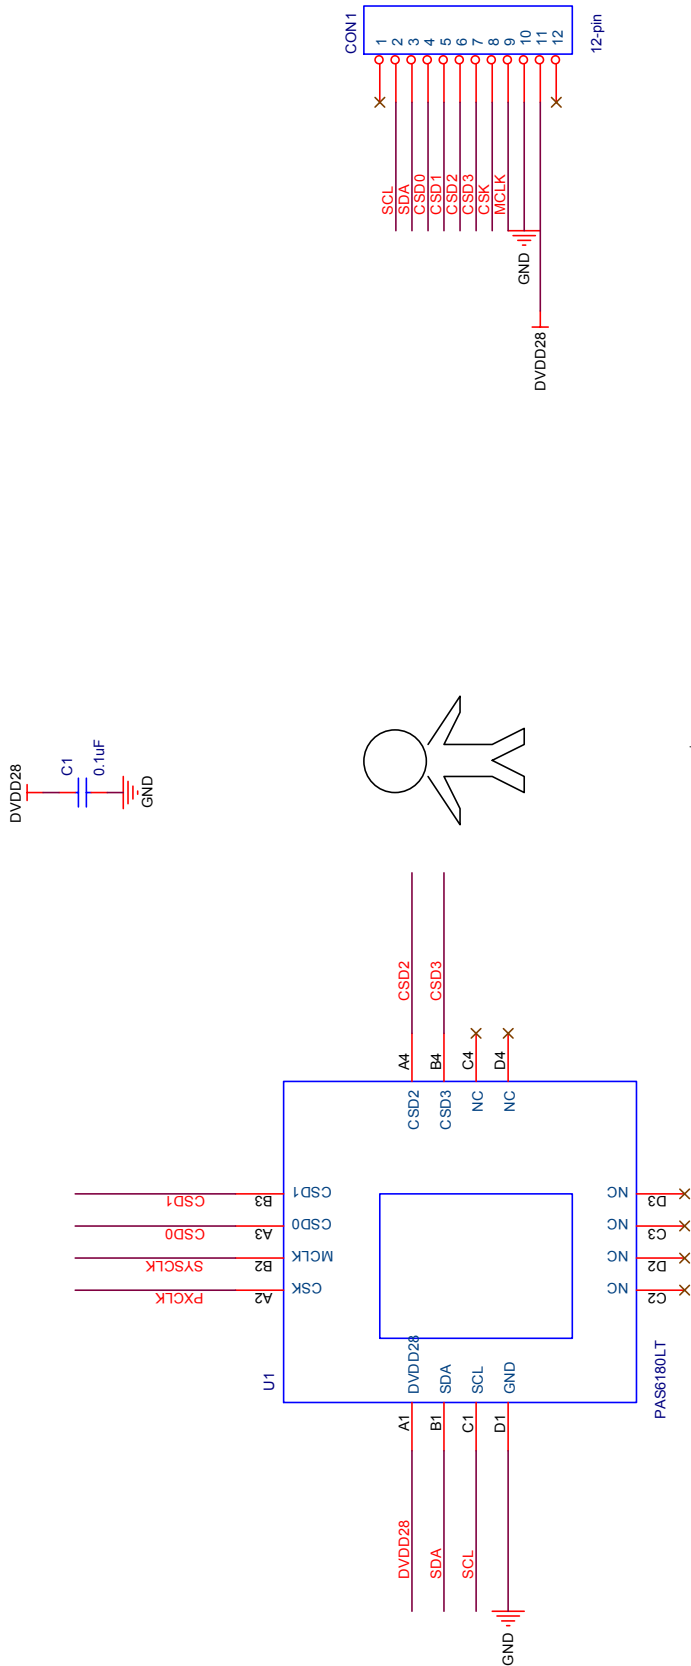 CON1
1
2
3
4
5
6
7
8
9
10
11
12
12-pin
SCL
SDA
CSD0
CSD1
CSD2
CSD3
CSK
MCLK
GND
DVDD28
DVDD28
C1
0.1uF
GND
CSD2
CSD3
A4
B4
C4
D4
CSD2
CSD3
NC
NC
CSD1
CSD0
SYSCLK
PXCLK
B3
A3
B2
A2
CSD1
CSD0
MCLK
CSK
NC
NC
NC
NC
D3
C3
D2
C2
U1
DVDD28
SDA
SCL
GND
A1
B1
C1
D1
PAS6180LT
DVDD28
SDA
SCL
GND